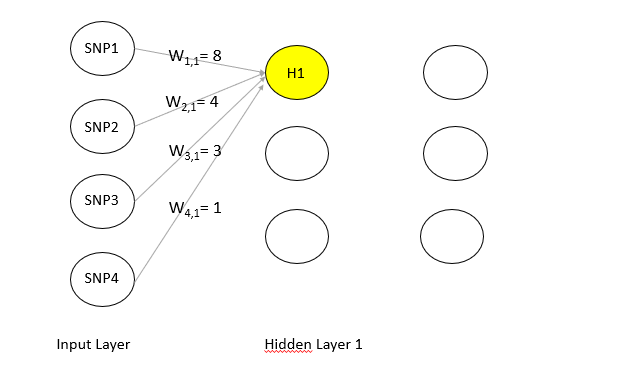 SNP1
W1,1= 8
H1
SNP2
W2,1= 4
W3,1= 3
SNP3
W4,1= 1
SNP4
Input Layer
Hidden Layer 1